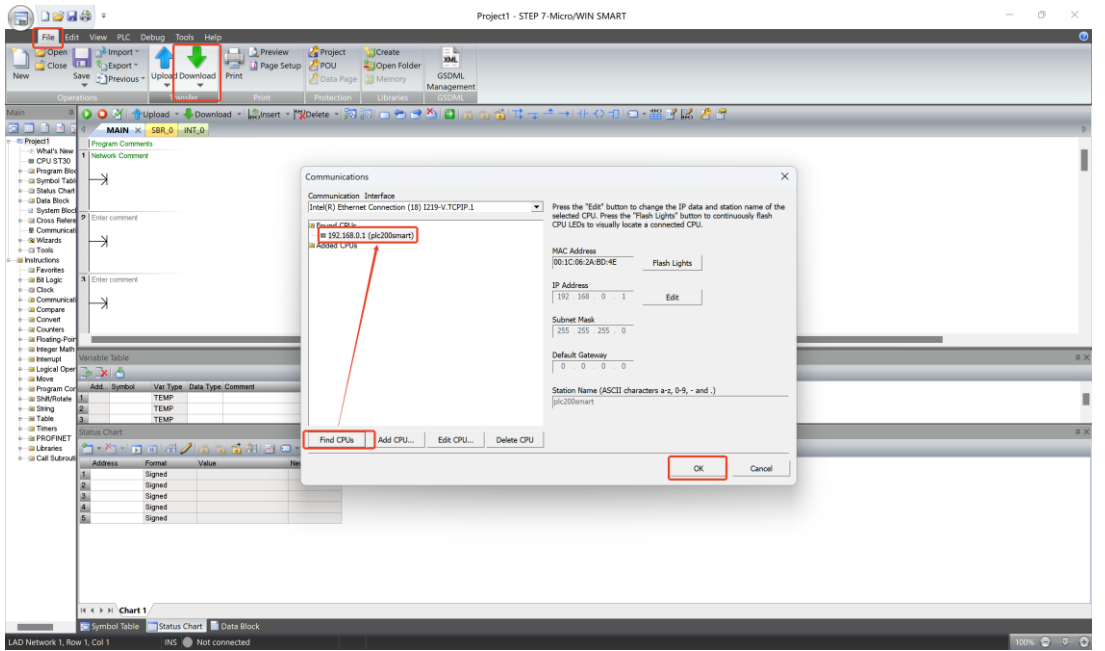 Project1 - STEP 7-Micro/WIN SMART
File Edit View PLC Debug Tools Help
New
Open
Close
Save
Import
Export
Previous
Upload
Download
Print
Preview
Page Setup
Project
POU
Data Page
Create
Open Folder
Memory
XML
GSDML
Management
Operations
Transfer
Print
Protection
Libraries
GSDML
Main
Upload
Download
Insert
Delete
MAIN
SBR_0
INT_0
Project1
What's New
CPU ST30
Program Bloc
Symbol Tabl
Status Chart
Data Block
System Bloc
Cross Refere
Communicati
Wizards
Tools
Instructions
Favorites
Bit Logic
Clock
Communicati
Compare
Convert
Counters
Floating-Poin
Integer Math
Interrupt
Logical Oper
Move
Program Con
Shift/Rotate
String
Table
Timers
PROFINET
Libraries
Call Subrouti
Program Comments
1 Network Comment
2 Enter comment
3 Enter comment
Variable Table
Add... Symbol Var Type Data Type Comment
1 TEMP
2 TEMP
3 TEMP
Status Chart
Address Format Value Ne
1 Signed
2 Signed
3 Signed
4 Signed
5 Signed
Chart 1
Symbol Table
Status Chart
Data Block
LAD Network 1, Row 1, Col 1
INS
Not connected
100%
Communications
Communication Interface
Intel(R) Ethernet Connection (18) I219-V.TCPIP.1
Found CPUs
192.168.0.1 (plc200smart)
Added CPUs
Press the "Edit" button to change the IP data and station name of the
selected CPU. Press the "Flash Lights" button to continuously flash
CPU LEDs to visually locate a connected CPU.
MAC Address
00:1C:06:2A:BD:4E
Flash Lights
IP Address
192 . 168 . 0 . 1
Edit
Subnet Mask
255 . 255 . 255 . 0
Default Gateway
0 . 0 . 0 . 0
Station Name (ASCII characters a-z, 0-9, - and .)
plc200smart
Find CPUs
Add CPU...
Edit CPU...
Delete CPU
OK
Cancel